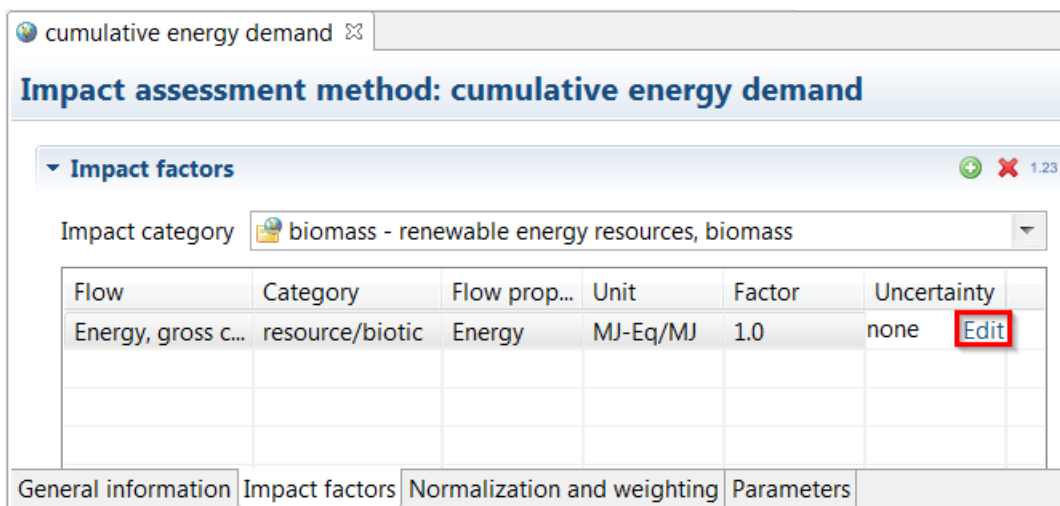 cumulative energy demand
Impact assessment method: cumulative energy demand
Impact factors 1.23
Impact category biomass - renewable energy resources, biomass
Flow Category Flow prop... Unit Factor Uncertainty
Energy, gross c... resource/biotic Energy MJ-Eq/MJ 1.0 none Edit
General information Impact factors Normalization and weighting Parameters